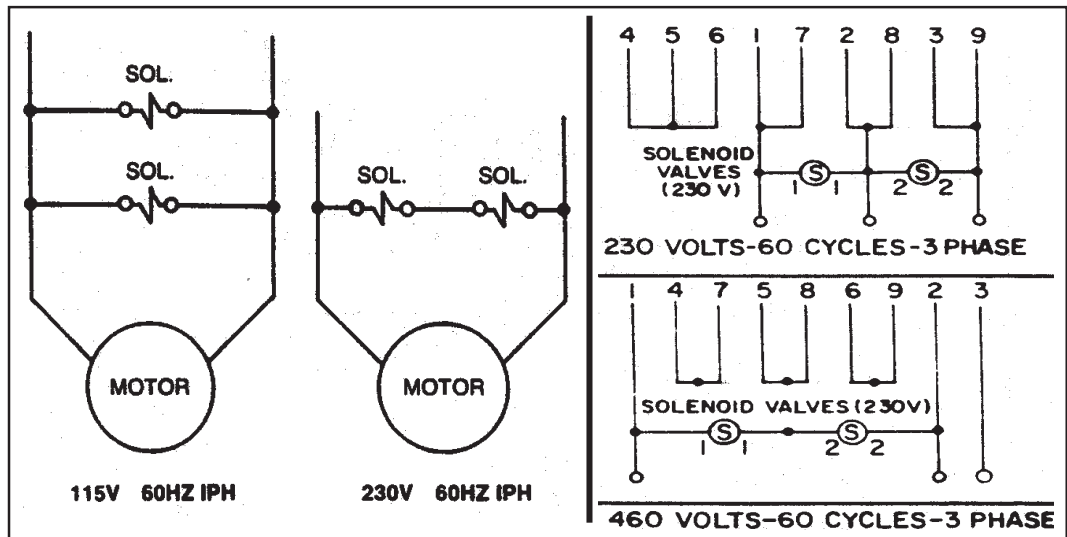 SOL.
SOL.
MOTOR
115V 60HZ IPH
SOL. SOL.
MOTOR
230V 60HZ IPH
4 5 6 1 7 2 8 3 9
SOLENOID
VALVES
(230 V)
1 S 1 2 S 2
230 VOLTS-60 CYCLES-3 PHASE
1 4 7 5 8 6 9 2 3
SOLENOID VALVES (230V)
1 S 1 2 S 2
460 VOLTS-60 CYCLES-3 PHASE